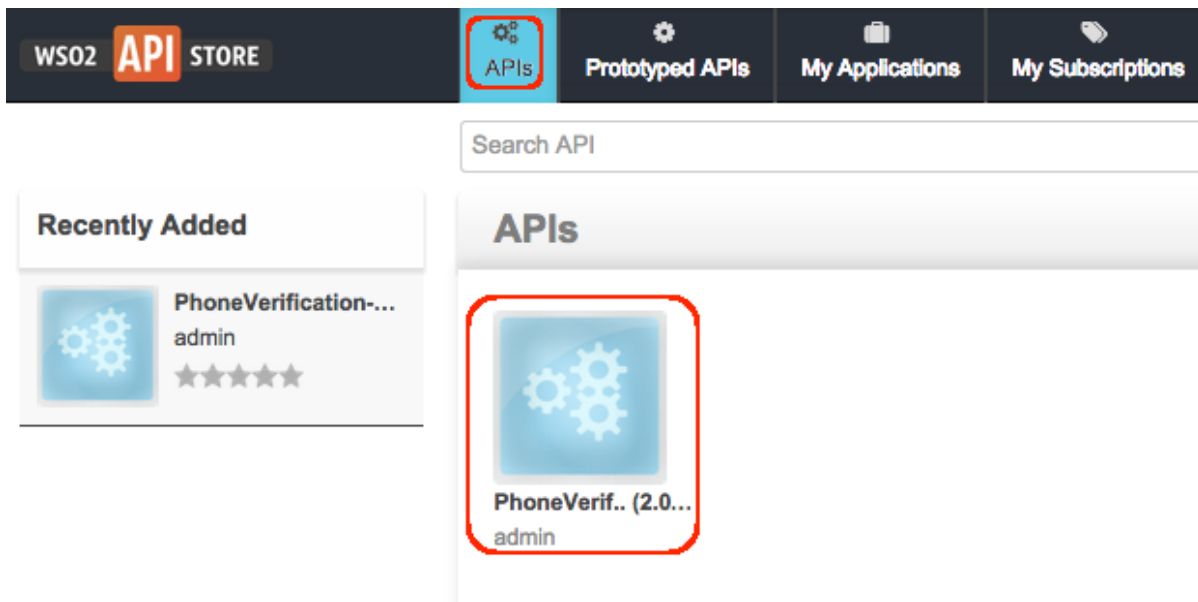 WSO2 API STORE
APIs
Prototyped APIs
My Applications
My Subscriptions
Search API
Recently Added
PhoneVerification-...
admin
APIs
PhoneVerif.. (2.0...
admin